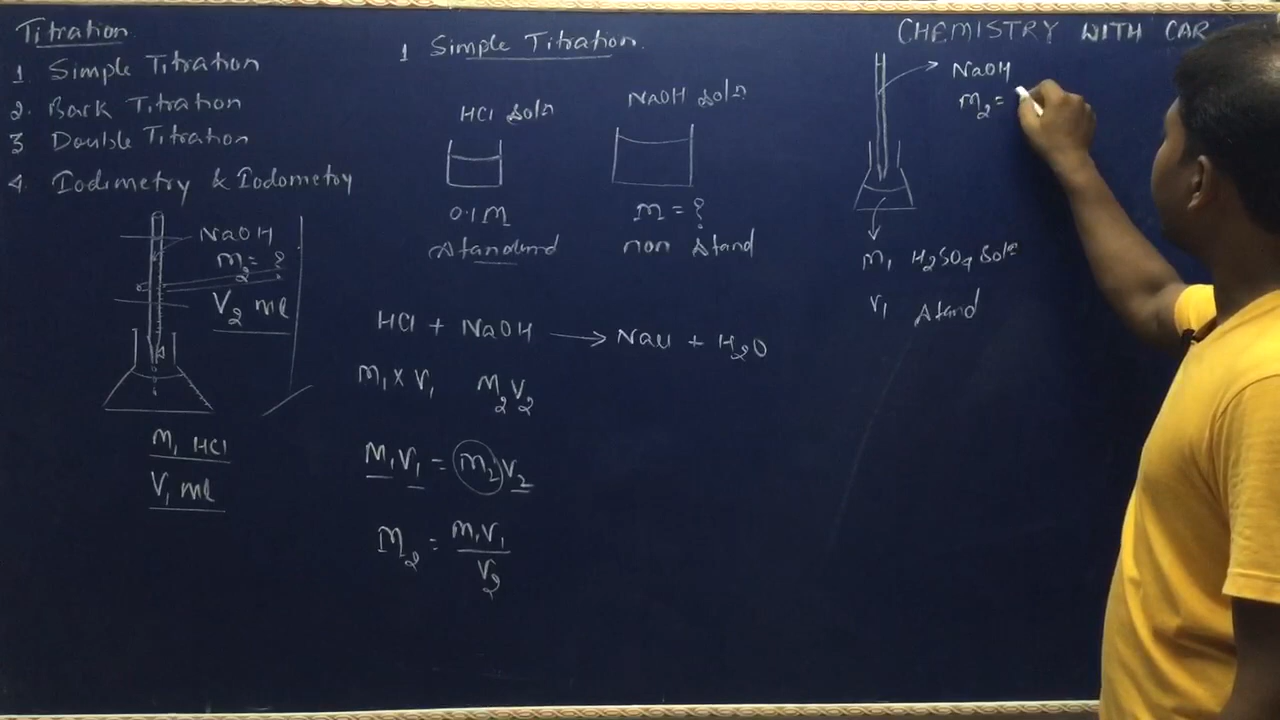 Titration
1. Simple Titration
2. Back Titration
3 Double Titration
4. Iodimetry & Iodometry
NaOH
m₂ = ?
V₂ ml
M₁ HCl
V₁ ml
1 Simple Titration.
HCl Solⁿ
NaOH Solⁿ
0.1 M
M = ?
Standard
non Stand
HCl + NaOH → NaCl + H₂O
M₁ × V₁ M₂V₂
M₁V₁ = M₂V₂
M₂ = M₁V₁ / V₂
CHEMISTRY WITH CAR
NaOH
M₂ =
M₁ H₂SO₄ Solⁿ
V₁ Stand